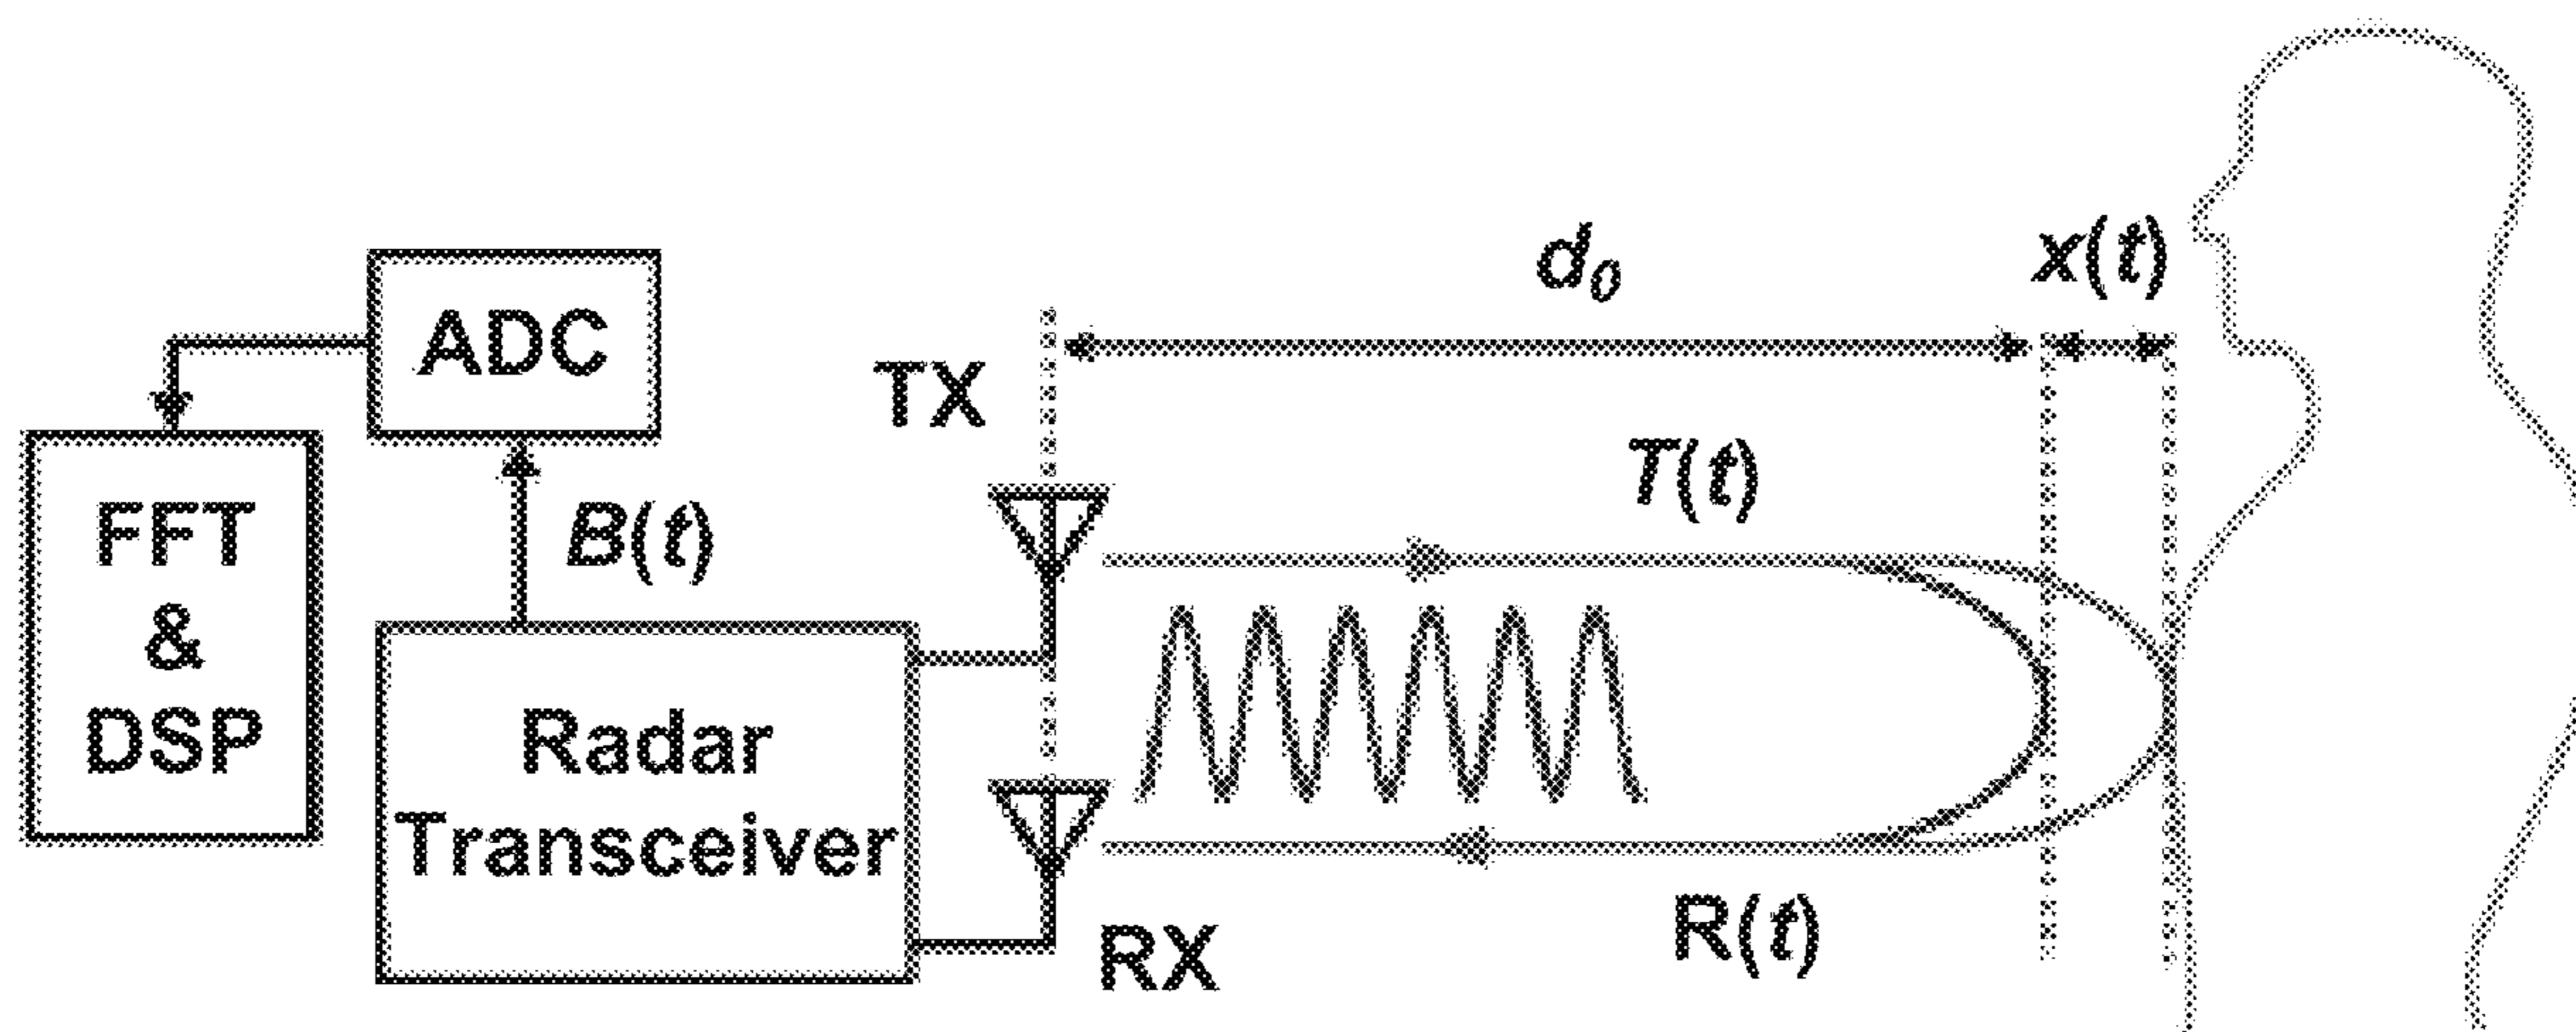 ADC
FFT
&
DSP
B(t)
Radar
Transceiver
TX
RX
d₀
x(t)
T(t)
R(t)